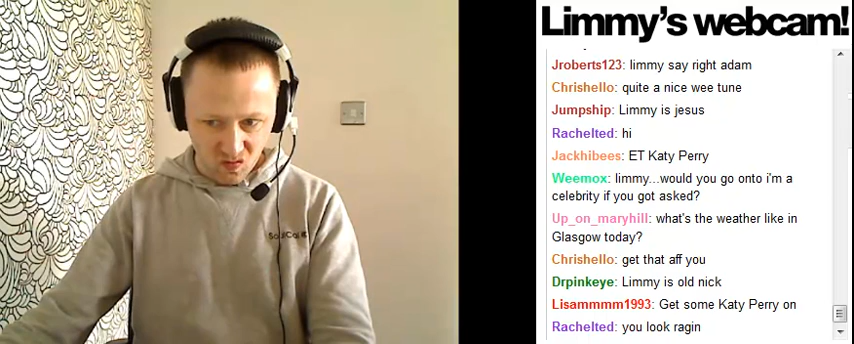 Limmy's webcam!
Jroberts123: limmy say right adam
Chrishello: quite a nice wee tune
Jumpship: Limmy is jesus
Rachelted: hi
Jackhibees: ET Katy Perry
Weemox: limmy...would you go onto i'm a
celebrity if you got asked?
Up_on_maryhill: what's the weather like in
Glasgow today?
Chrishello: get that aff you
Drpinkeye: Limmy is old nick
Lisammmm1993: Get some Katy Perry on
Rachelted: you look ragin